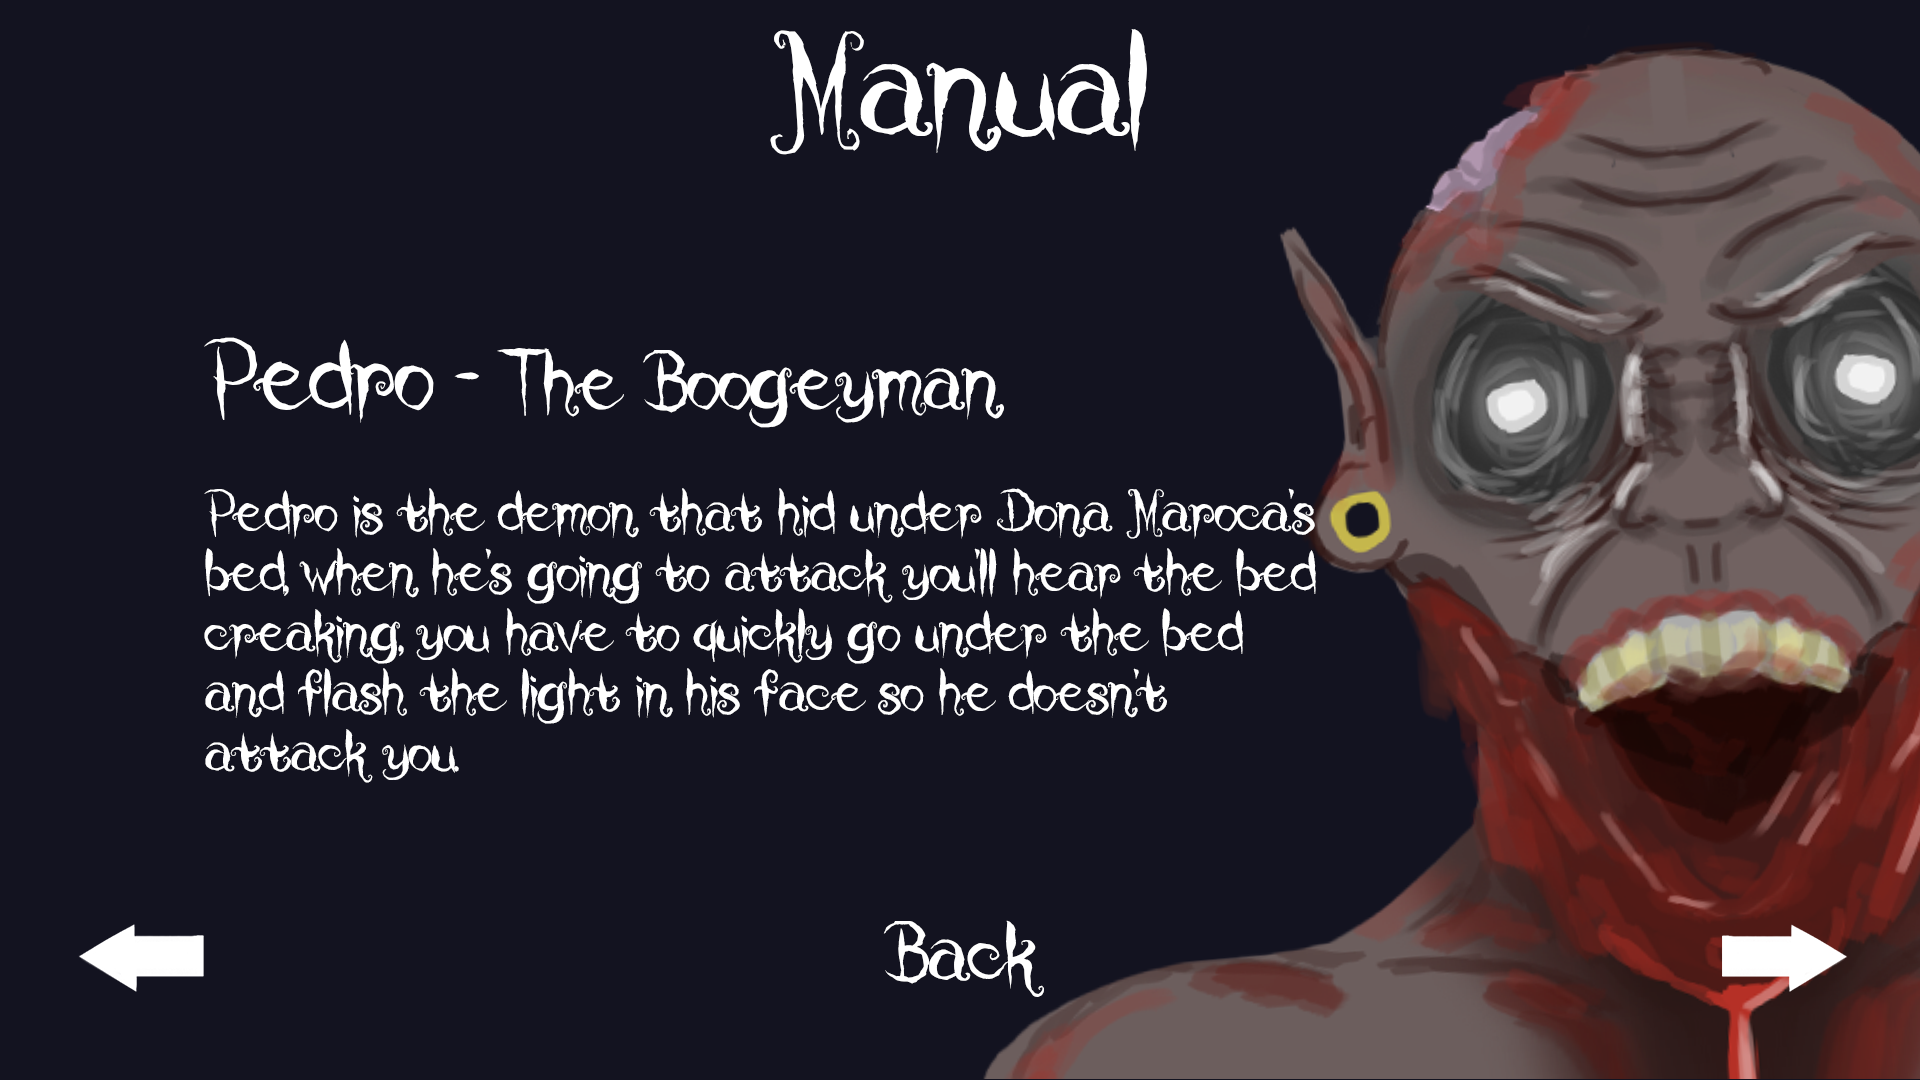 Manual
Pedro - The Boogeyman
Pedro is the demon that hid under Dona Maroca's
bed, when he's going to attack you'll hear the bed
creaking, you have to quickly go under the bed
and flash the light in his face so he doesn't
attack you.
Back